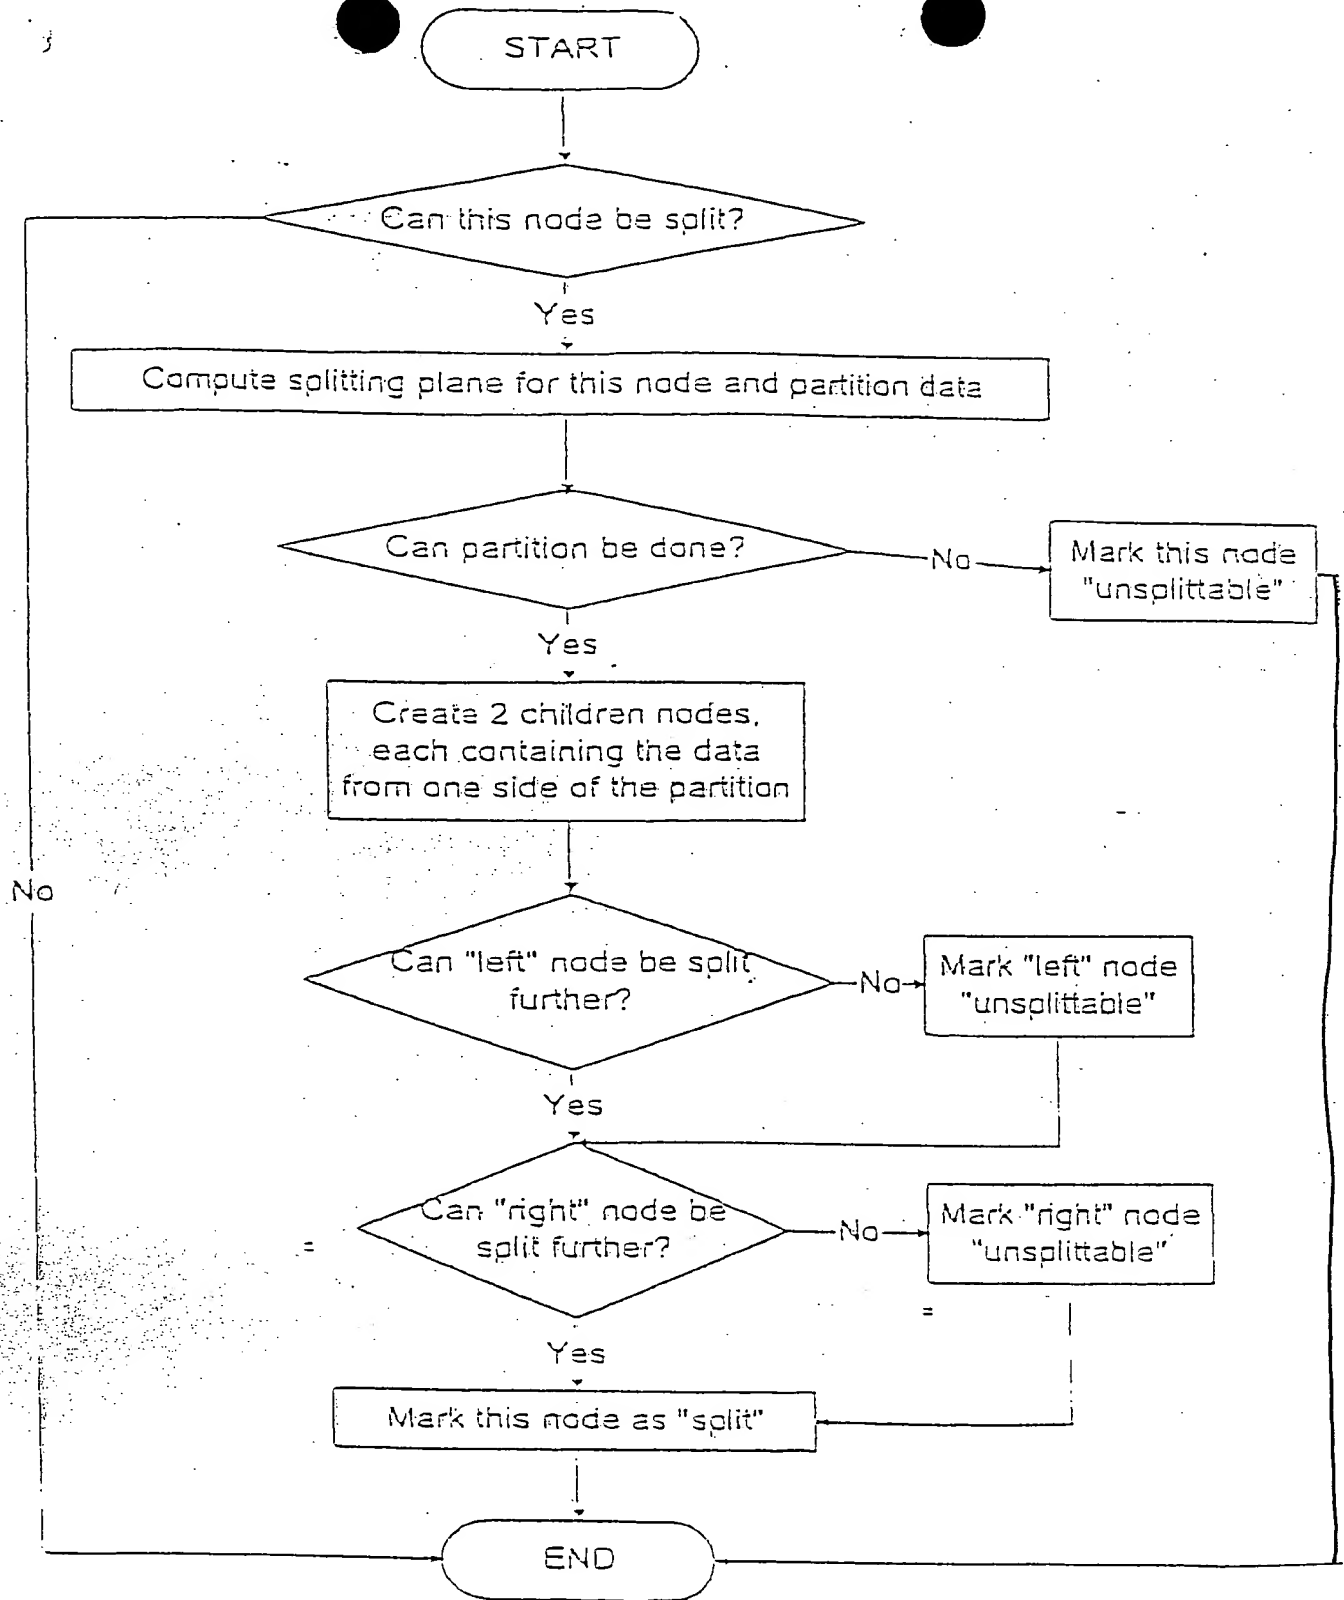 START
Can this node be split?
Yes
Compute splitting plane for this node and partition data
Can partition be done?
No
Mark this node
"unsplittable"
Yes
Create 2 children nodes,
each containing the data
from one side of the partition
No
Can "left" node be split
further?
No
Mark "left" node
"unsplittable"
Yes
Can "right" node be
split further?
No
Mark "right" node
"unsplittable"
Yes
Mark this node as "split"
END